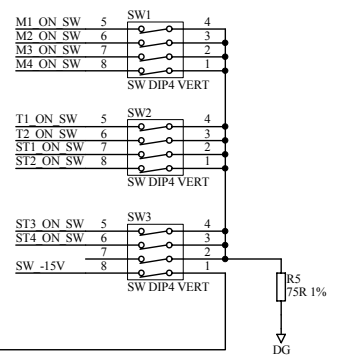 SW1
M1_ON_SW 5 4
M2_ON_SW 6 3
M3_ON_SW 7 2
M4_ON_SW 8 1
SW DIP4 VERT
SW2
T1_ON_SW 5 4
T2_ON_SW 6 3
ST1_ON_SW 7 2
ST2_ON_SW 8 1
SW DIP4 VERT
SW3
ST3_ON_SW 5 4
ST4_ON_SW 6 3
7 2
SW_-15V 8 1
SW DIP4 VERT
R5
75R 1%
DG